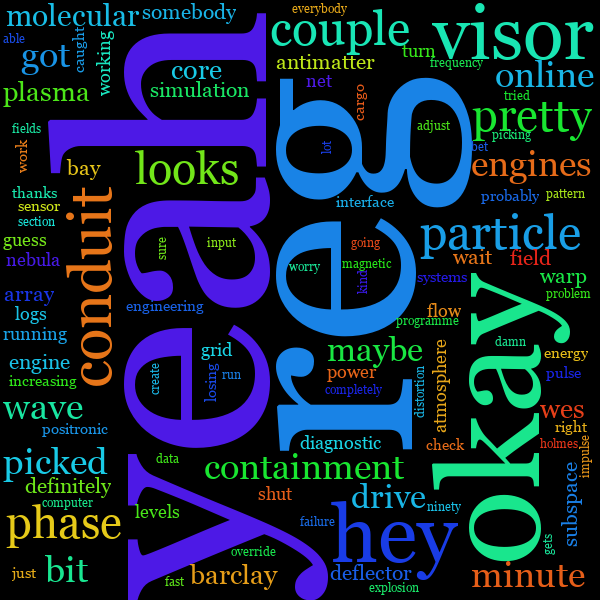 everybody
molecular
somebody
couple
visor
able
got
caught
working
core
antimatter
turn
frequency
online
plasma
simulation
net
cargo
tried
pretty
fields
work
bay
looks
lot
adjust
picking
bet
engines
thanks
sensor
section
conduit
interface
probably
pattern
guess
nebula
sure
input
going
particle
wait
field
yeah
reg
worry
magnetic
kind
systems
warp
problem
array
logs
running
engineering
flow
programme
okay
damn
engine
increasing
create
grid
losing
run
maybe
power
completely
distortion
atmosphere
energy
pulse
wave
positronic
diagnostic
check
wes
right
holmes
impulse
picked
definitely
computer
data
containment
shut
drive
ninety
subspace
phase
levels
failure
hey
gets
override
just
bit
fast
barclay
deflector
explosion
minute